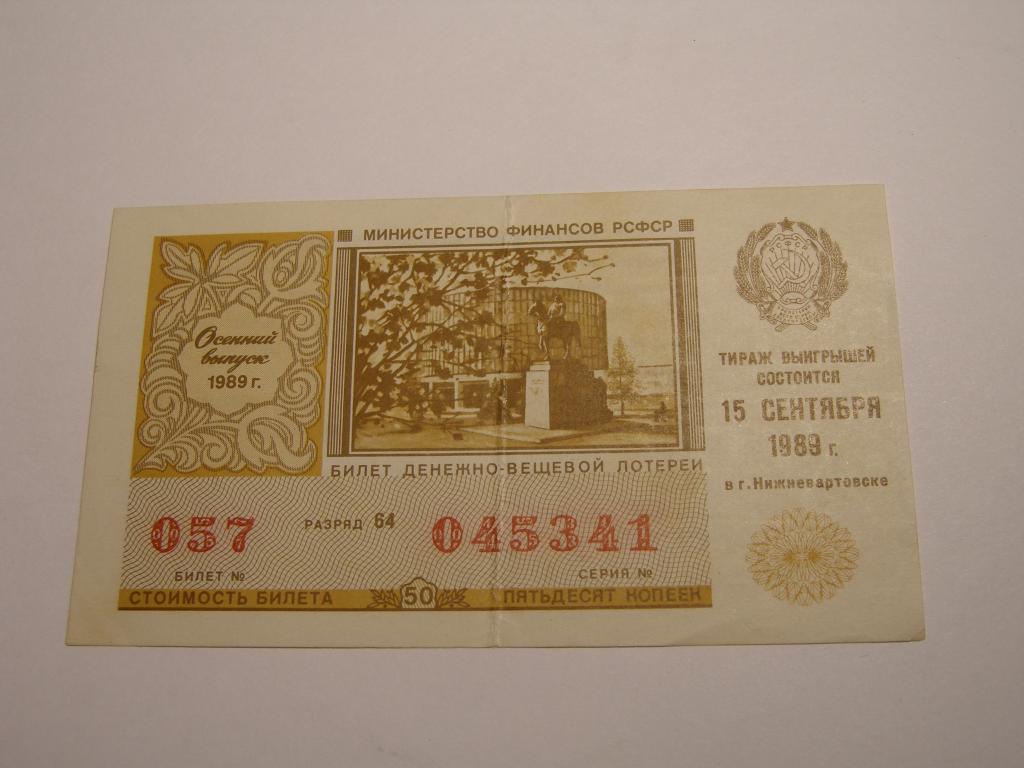 МИНИСТЕРСТВО ФИНАНСОВ РСФСР
Осенний
выпуск
1989 г.
ТИРАЖ ВЫИГРЫШЕЙ
СОСТОИТСЯ
15 СЕНТЯБРЯ
1989 г.
в г. Нижневартовске
БИЛЕТ ДЕНЕЖНО-ВЕЩЕВОЙ ЛОТЕРЕИ
057 РАЗРЯД 64 045341
БИЛЕТ № СЕРИЯ №
СТОИМОСТЬ БИЛЕТА 50 ПЯТЬДЕСЯТ КОПЕЕК